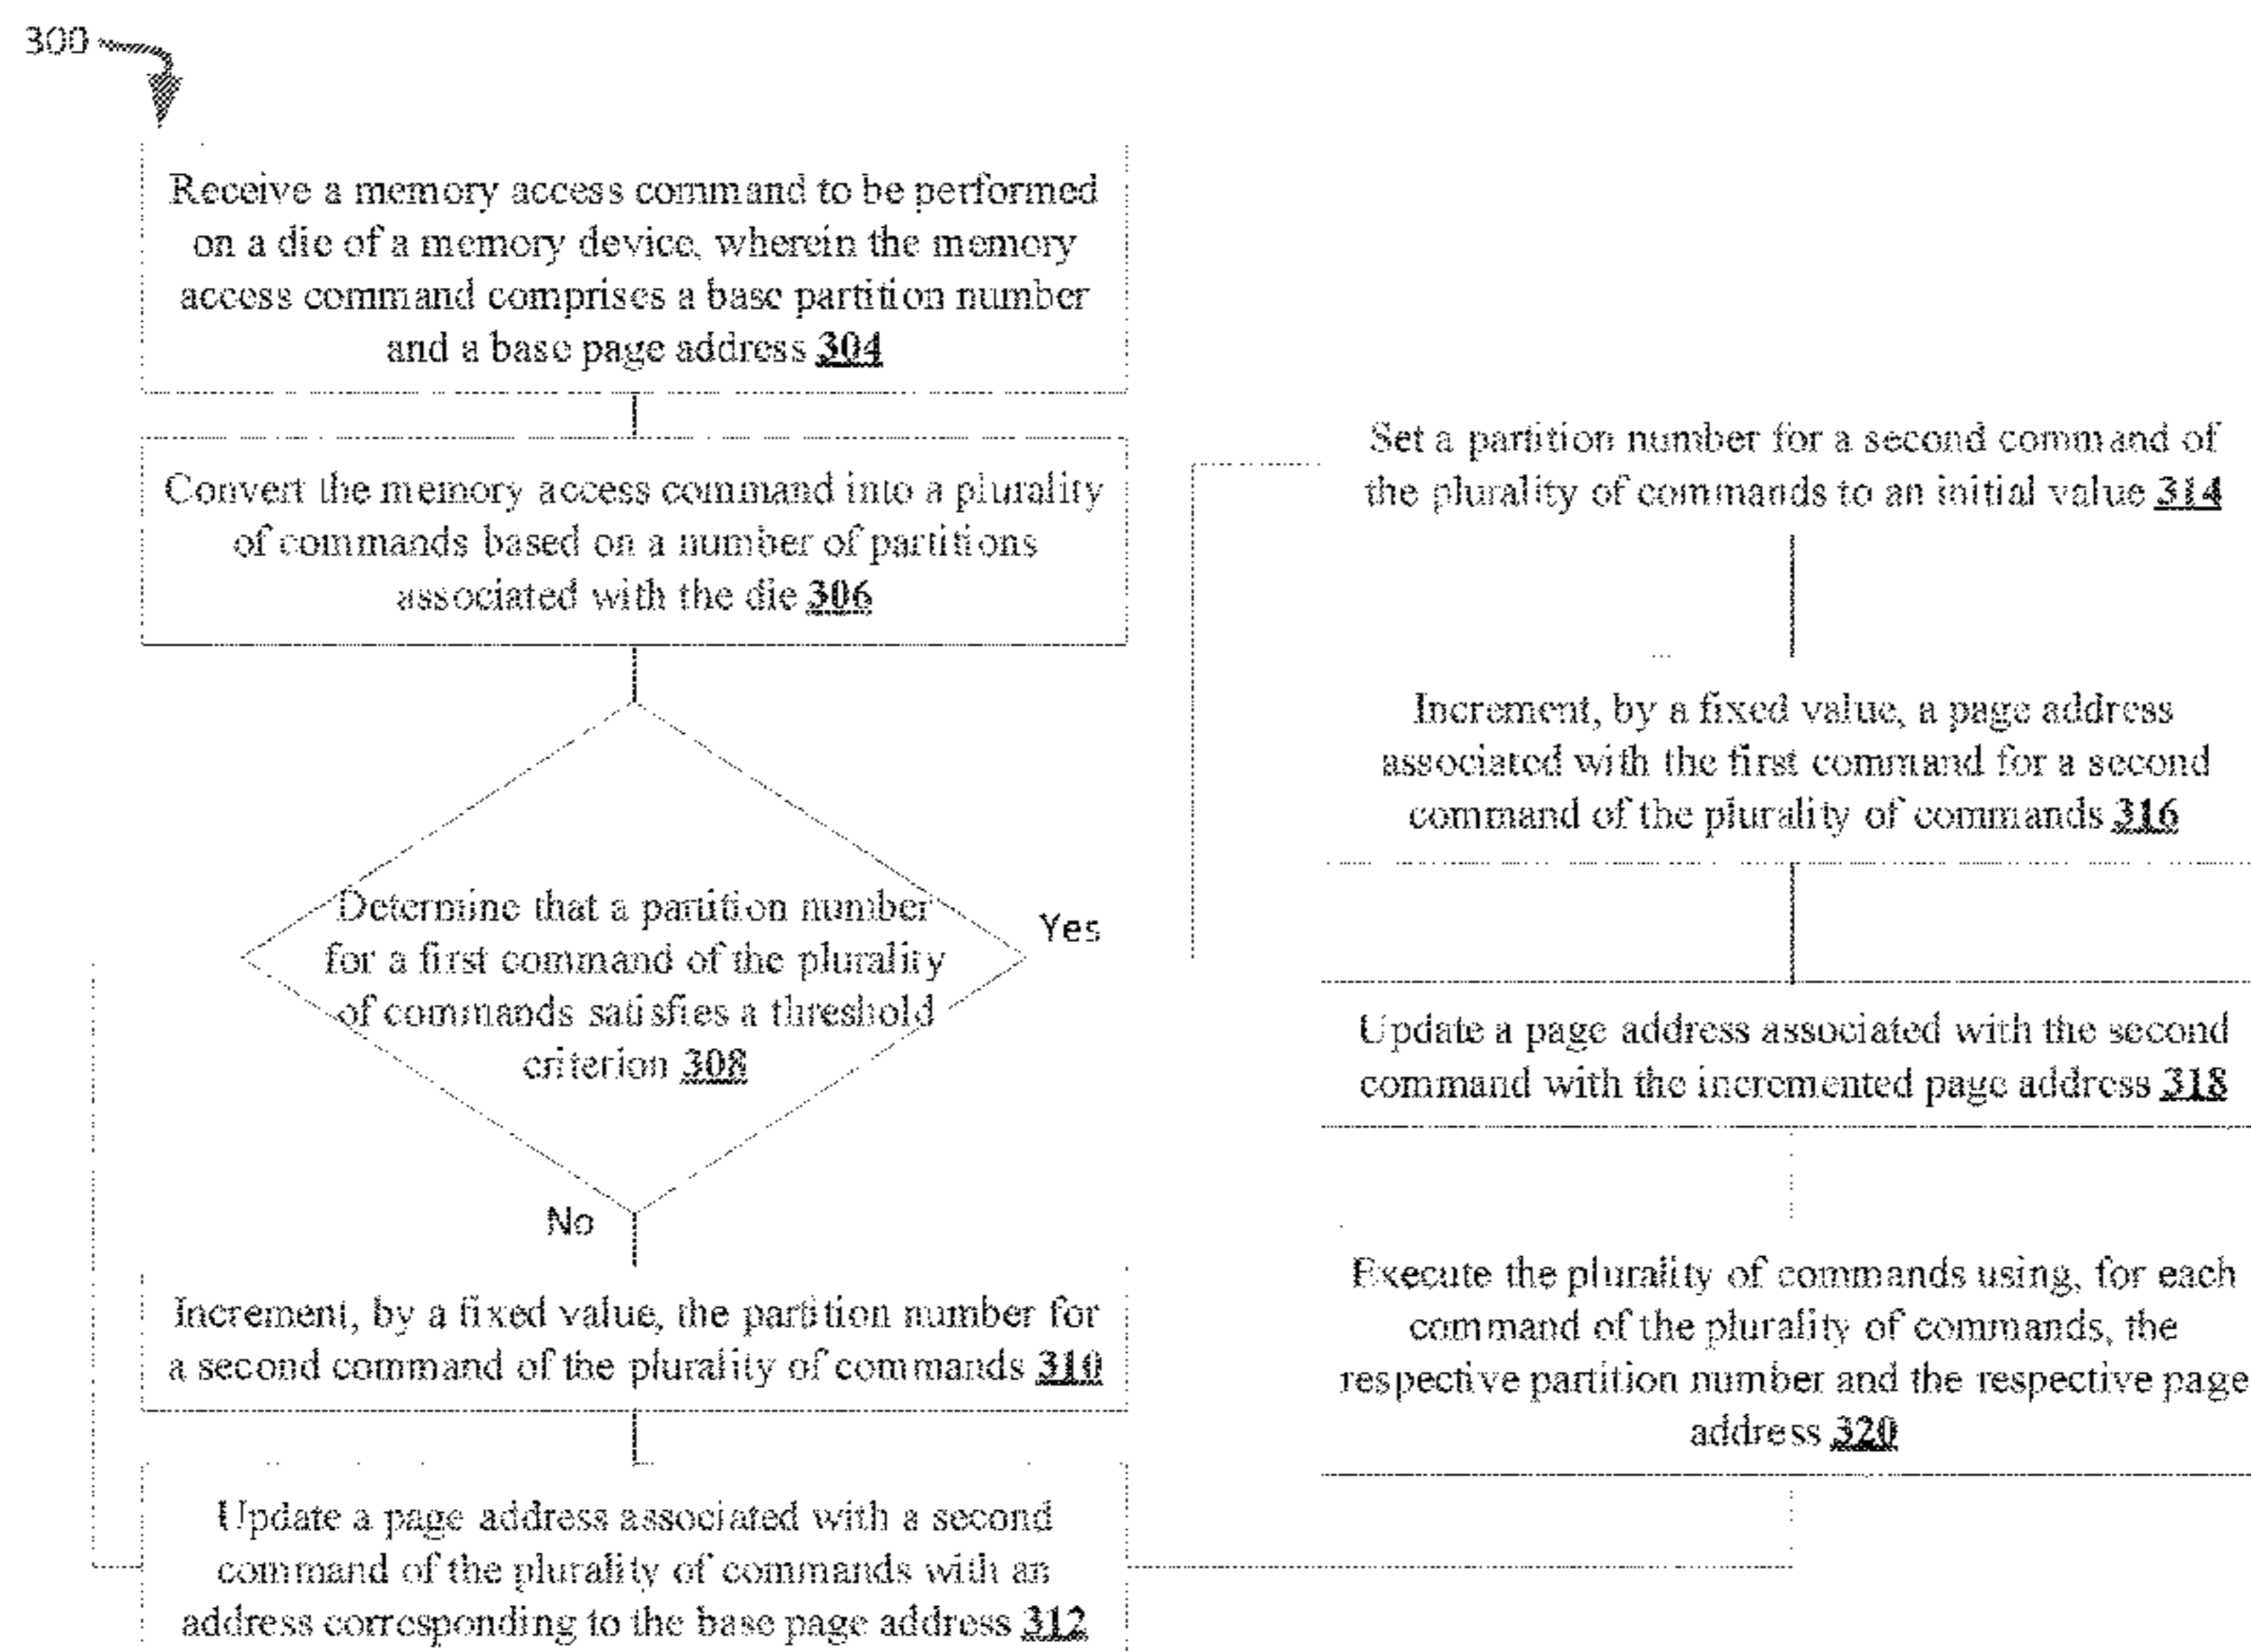 300
Receive a memory access command to be performed
on a die of a memory device, wherein the memory
access command comprises a base partition number
and a base page address 304
Convert the memory access command into a plurality
of commands based on a number of partitions
associated with the die 306
Determine that a partition number
for a first command of the plurality
of commands satisfies a threshold
criterion 308
Yes
No
Increment, by a fixed value, the partition number for
a second command of the plurality of commands 310
Update a page address associated with a second
command of the plurality of commands with an
address corresponding to the base page address 312
Set a partition number for a second command of
the plurality of commands to an initial value 314
Increment, by a fixed value, a page address
associated with the first command for a second
command of the plurality of commands 316
Update a page address associated with the second
command with the incremented page address 318
Execute the plurality of commands using, for each
command of the plurality of commands, the
respective partition number and the respective page
address 320